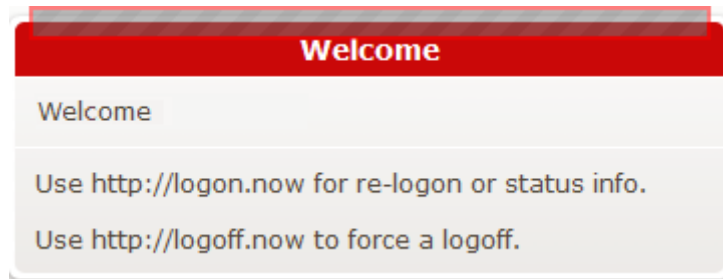 Welcome
Welcome
Use http://logon.now for re-logon or status info.
Use http://logoff.now to force a logoff.